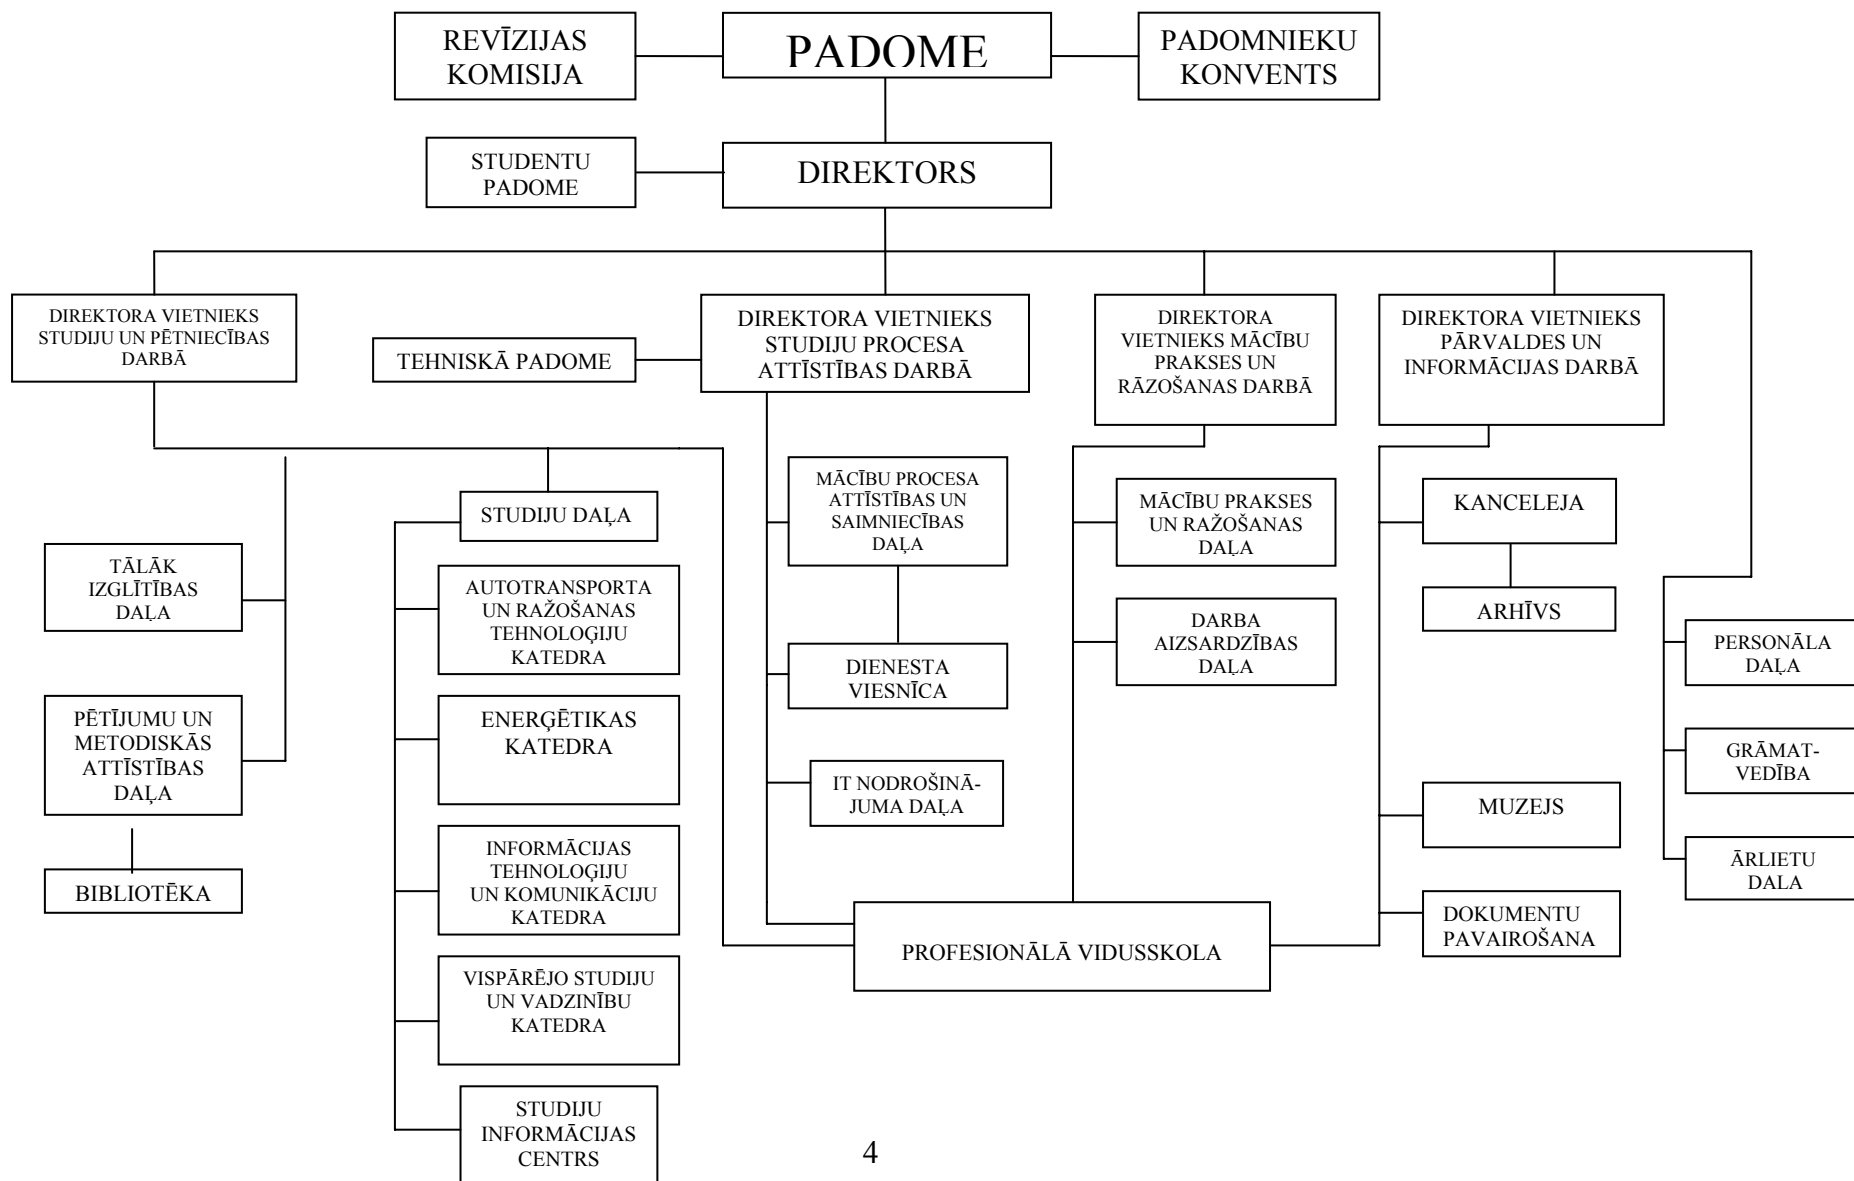 REVĪZIJAS
KOMISIJA
PADOME
PADOMNIEKU
KONVENTS
STUDENTU
PADOME
DIREKTORS
DIREKTORA VIETNIEKS
STUDIJU UN PĒTNIECĪBAS
DARBĀ
TEHNISKĀ PADOME
DIREKTORA VIETNIEKS
STUDIJU PROCESA
ATTĪSTĪBAS DARBĀ
DIREKTORA
VIETNIEKS MĀCĪBU
PRAKSES UN
RĀZOŠANAS DARBĀ
DIREKTORA VIETNIEKS
PĀRVALDES UN
INFORMĀCIJAS DARBĀ
TĀLĀK
IZGLĪTĪBAS
DAĻA
PĒTĪJUMU UN
METODISKĀS
ATTĪSTĪBAS
DAĻA
BIBLIOTĒKA
STUDIJU DAĻA
AUTOTRANSPORTA
UN RAŽOŠANAS
TEHNOLOĢIJU
KATEDRA
ENERĢĒTIKAS
KATEDRA
INFORMĀCIJAS
TEHNOLOĢIJU
UN KOMUNIKĀCIJU
KATEDRA
VISPĀRĒJO STUDIJU
UN VADZINĪBU
KATEDRA
STUDIJU
INFORMĀCIJAS
CENTRS
MĀCĪBU PROCESA
ATTĪSTĪBAS UN
SAIMNIECĪBAS
DAĻA
DIENESTA
VIESNĪCA
IT NODROŠINĀ-
JUMA DAĻA
MĀCĪBU PRAKSES
UN RAŽOŠANAS
DAĻA
DARBA
AIZSARDZĪBAS
DAĻA
KANCELEJA
ARHĪVS
MUZEJS
DOKUMENTU
PAVAIROŠANA
PERSONĀLA
DAĻA
GRĀMAT-
VEDĪBA
ĀRLIETU
DAĻA
PROFESIONĀLĀ VIDUSSKOLA
4